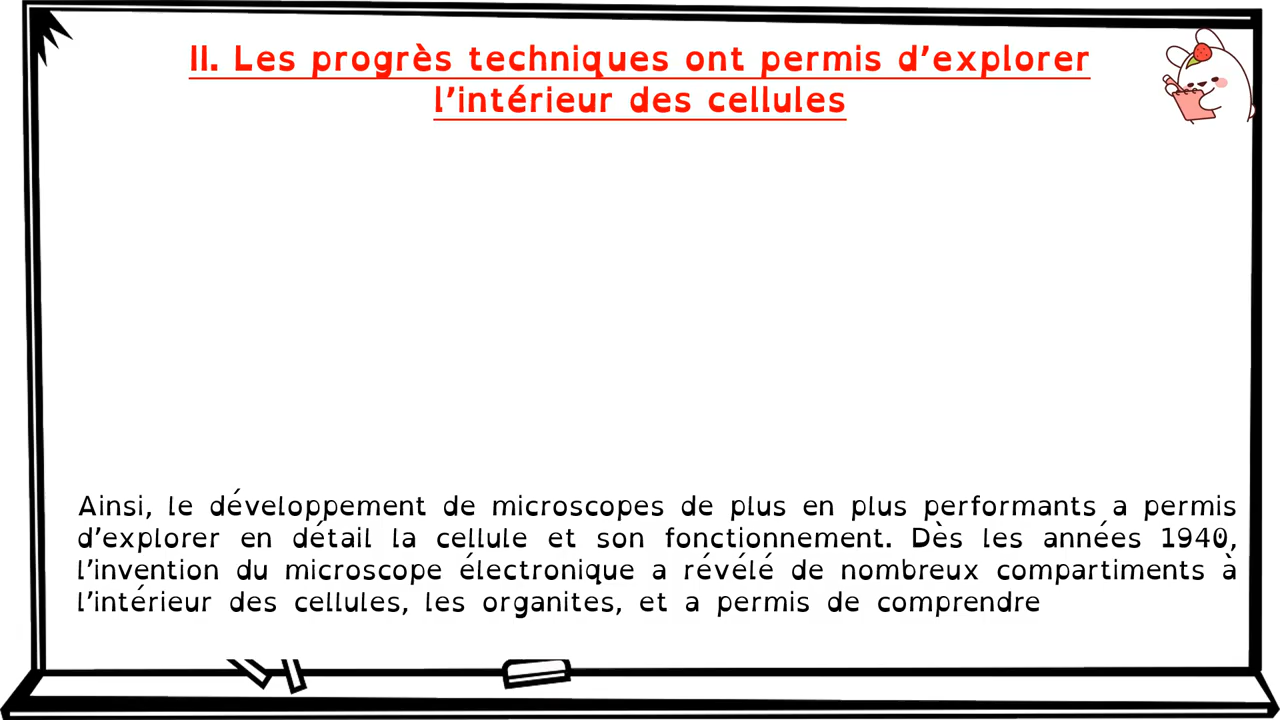 II. Les progrès techniques ont permis d’explorer
l’intérieur des cellules
Ainsi, le développement de microscopes de plus en plus performants a permis
d’explorer en détail la cellule et son fonctionnement. Dès les années 1940,
l’invention du microscope électronique a révélé de nombreux compartiments à
l’intérieur des cellules, les organites, et a permis de comprendre